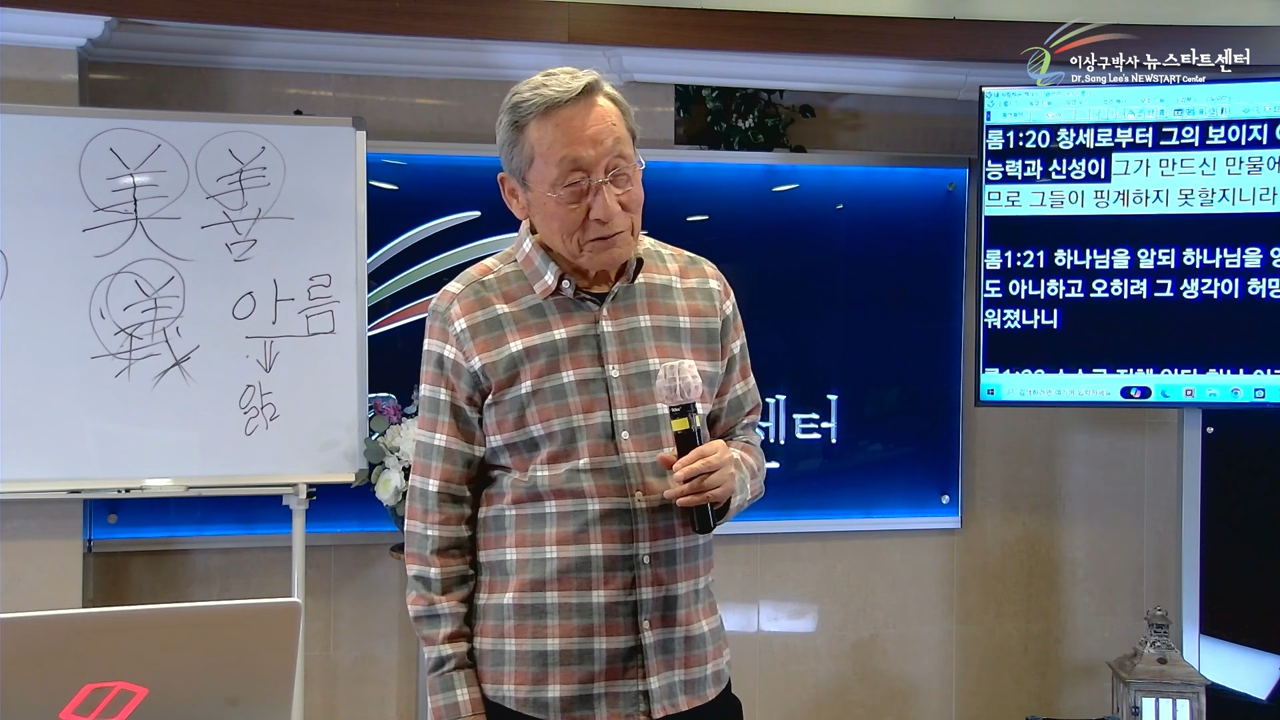 이상구박사 뉴스타트센터
Dr.Sang Lee's NEWSTART Center
美 善
義 아름
앎
센터
롬1:20 창세로부터 그의 보이지
능력과 신성이 그가 만드신 만물에
므로 그들이 핑계하지 못할지니라
롬1:21 하나님을 알되 하나님을
도 아니하고 오히려 그 생각이 허망
워졌나니